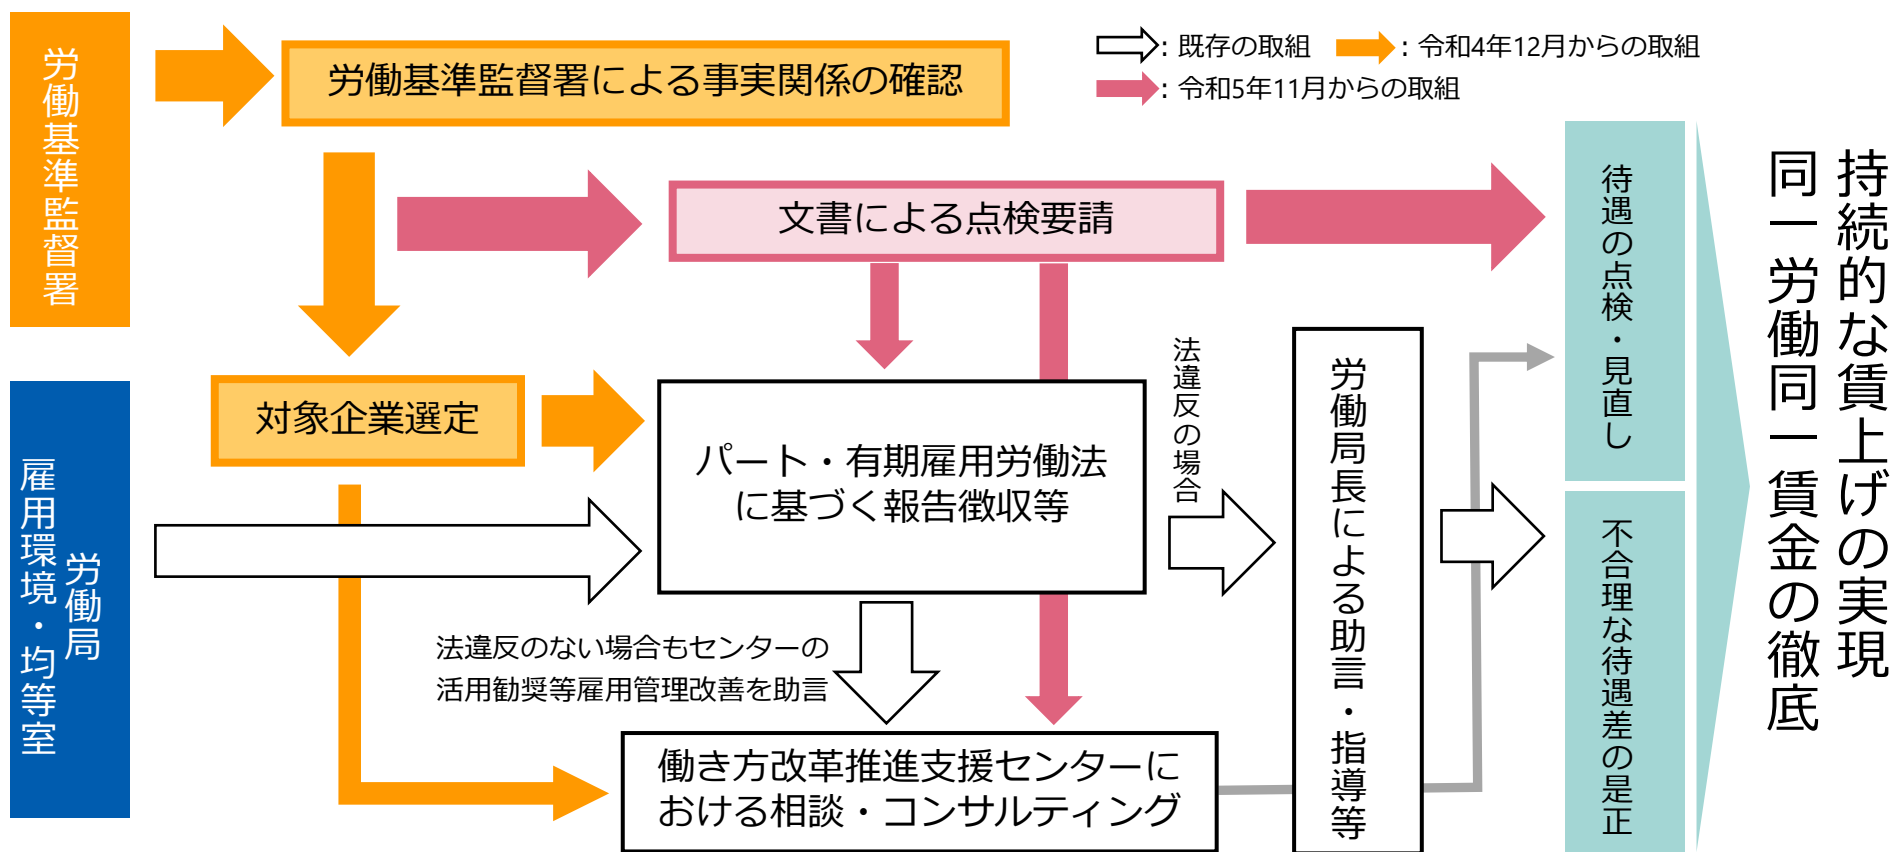 労働基準監督署
労働基準監督署による事実関係の確認
：既存の取組
：令和4年12月からの取組
：令和5年11月からの取組
文書による点検要請
対象企業選定
パート・有期雇用労働法
に基づく報告徴収等
法違反の場合
労働局長による助言・指導等
労働局
雇用環境・均等室
法違反のない場合もセンターの
活用勧奨等雇用管理改善を助言
働き方改革推進支援センターに
おける相談・コンサルティング
待遇の点検・見直し
不合理な待遇差の是正
持続的な賃上げの実現
同一労働同一賃金の徹底